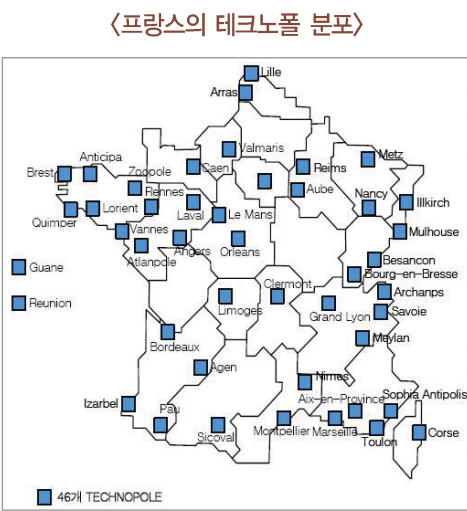 〈프랑스의 테크노폴 분포〉
Lille
Arras
Valmaris
Metz
Anticipa
Zoopole
Caen
Reims
Brest
Rennes
Aube
Nancy
Illkirch
Quimper
Lorient
Laval
Le Mans
Vannes
Mulhouse
Angers
Orleans
Atlanpole
Besancon
Guane
Bourg-en-Bresse
Clermont
Archanps
Reunion
Limoges
Grand Lyon
Savoie
Bordeaux
Meylan
Agen
Nimes
Izarbel
Aix-en-Province
Sophia Antipolis
Pau
Sicoval
Montpellier
Marseille
Toulon
Corse
46개 TECHNOPOLE